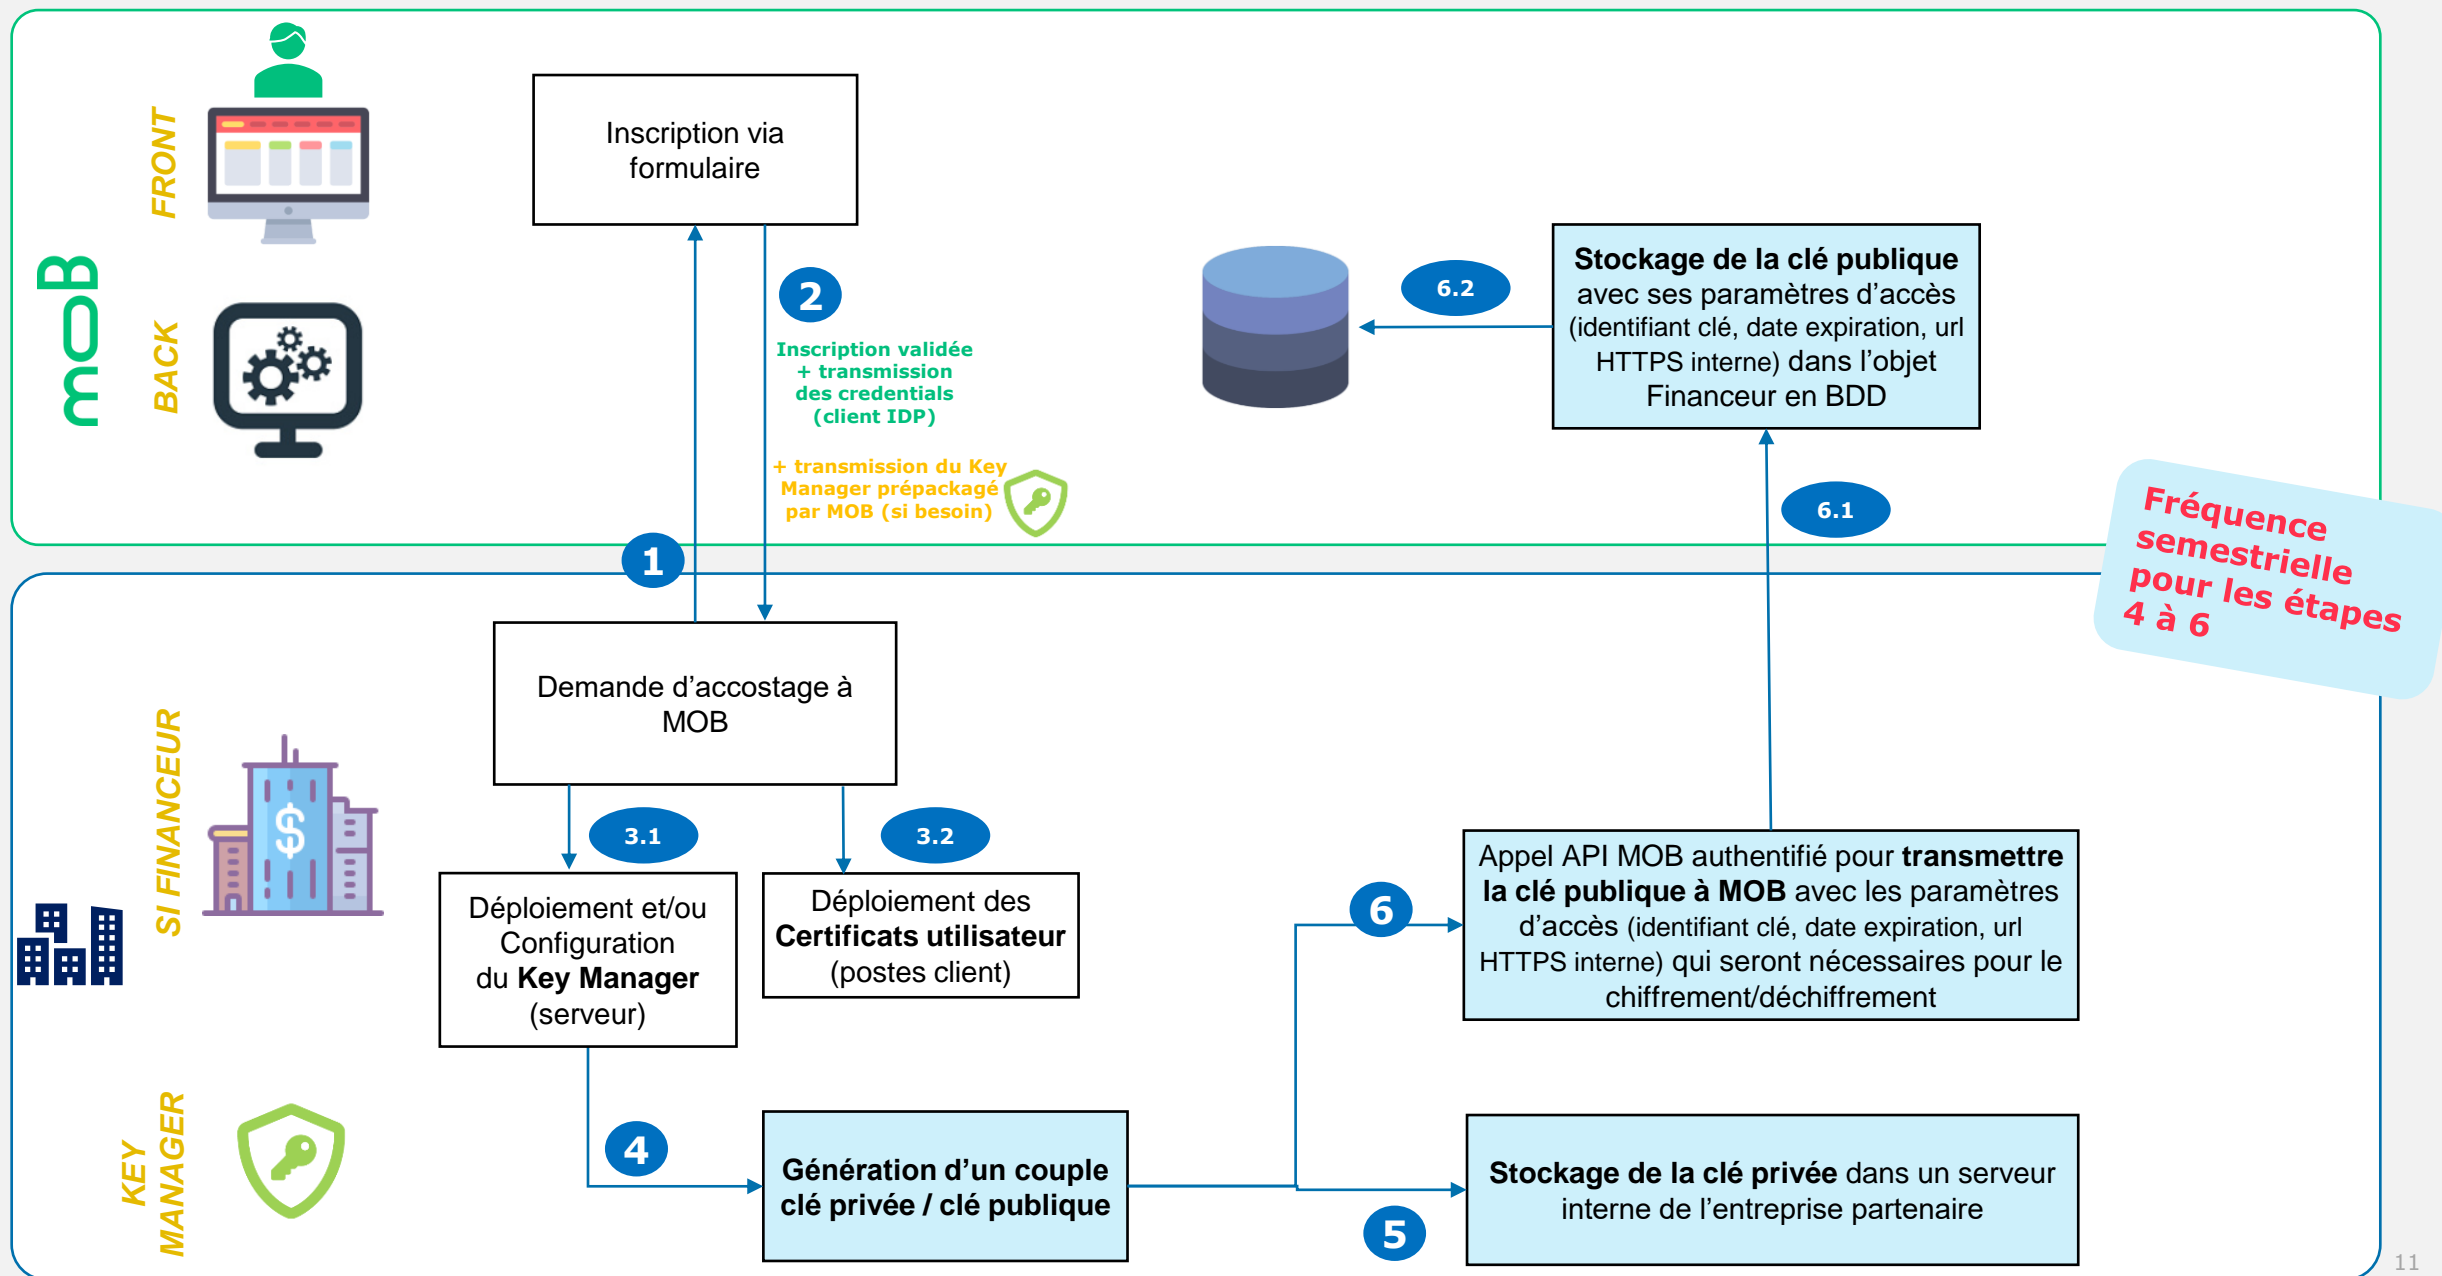 FRONT
BACK
moB
Inscription via
formulaire
2
Inscription validée
+ transmission
des credentials
(client IDP)
+ transmission du Key
Manager prépackagé
par MOB (si besoin)
6.2
Stockage de la clé publique
avec ses paramètres d’accès
(identifiant clé, date expiration, url
HTTPS interne) dans l’objet
Financeur en BDD
6.1
Fréquence
semestrielle
pour les étapes
4 à 6
1
Demande d’accostage à
MOB
SI FINANCEUR
$
3.1
3.2
Déploiement et/ou
Configuration
du Key Manager
(serveur)
Déploiement des
Certificats utilisateur
(postes client)
6
Appel API MOB authentifié pour transmettre
la clé publique à MOB avec les paramètres
d’accès (identifiant clé, date expiration, url
HTTPS interne) qui seront nécessaires pour le
chiffrement/déchiffrement
KEY
MANAGER
4
Génération d’un couple
clé privée / clé publique
5
Stockage de la clé privée dans un serveur
interne de l’entreprise partenaire
11